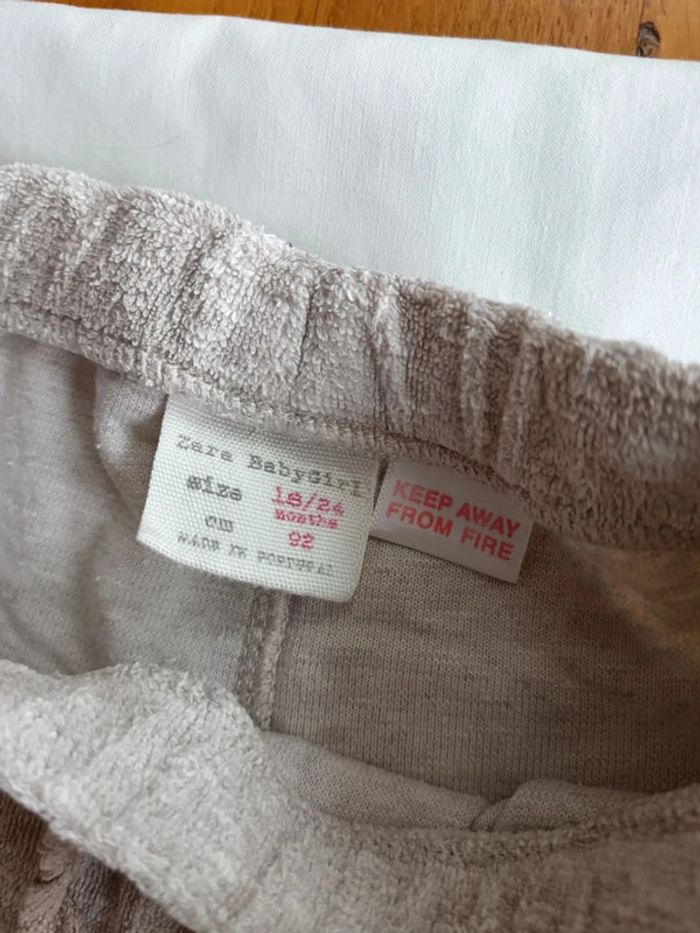 Zara BabyGirl
size 18/24
months
cm 92
MADE IN PORTUGAL
KEEP AWAY
FROM FIRE